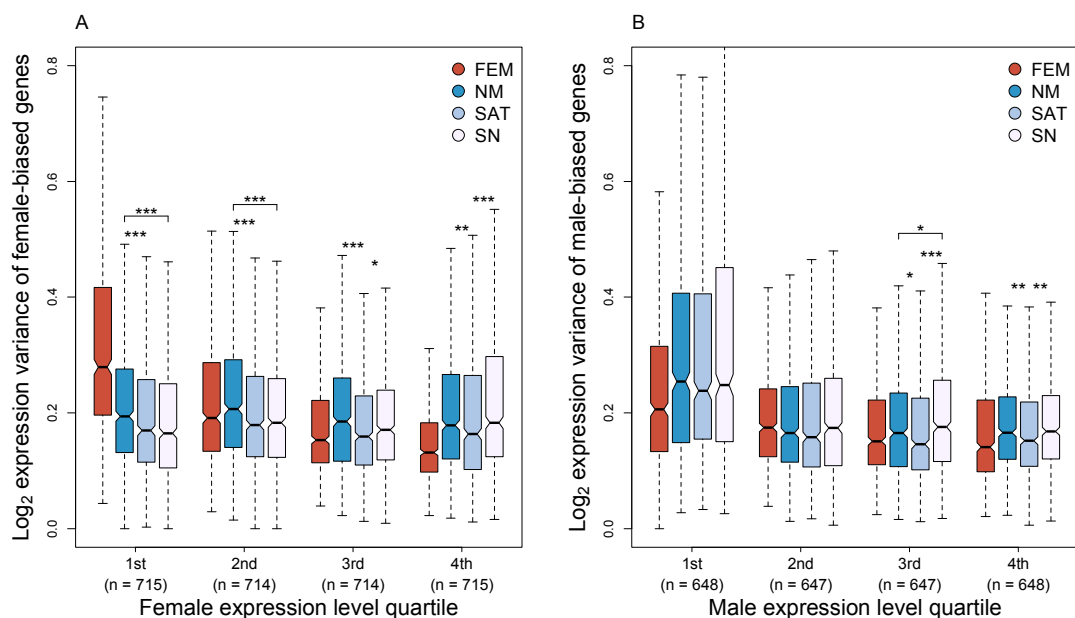 A
Log₂ expression variance of female-biased genes
0.8
0.6
0.4
0.2
0.0
FEM
NM
SAT
SN
***
***
***
***
***
*
**
***
1st
2nd
3rd
4th
(n = 715)
(n = 714)
(n = 714)
(n = 715)
Female expression level quartile
B
Log₂ expression variance of male-biased genes
0.8
0.6
0.4
0.2
0.0
FEM
NM
SAT
SN
*
***
*
**
**
1st
2nd
3rd
4th
(n = 648)
(n = 647)
(n = 647)
(n = 648)
Male expression level quartile